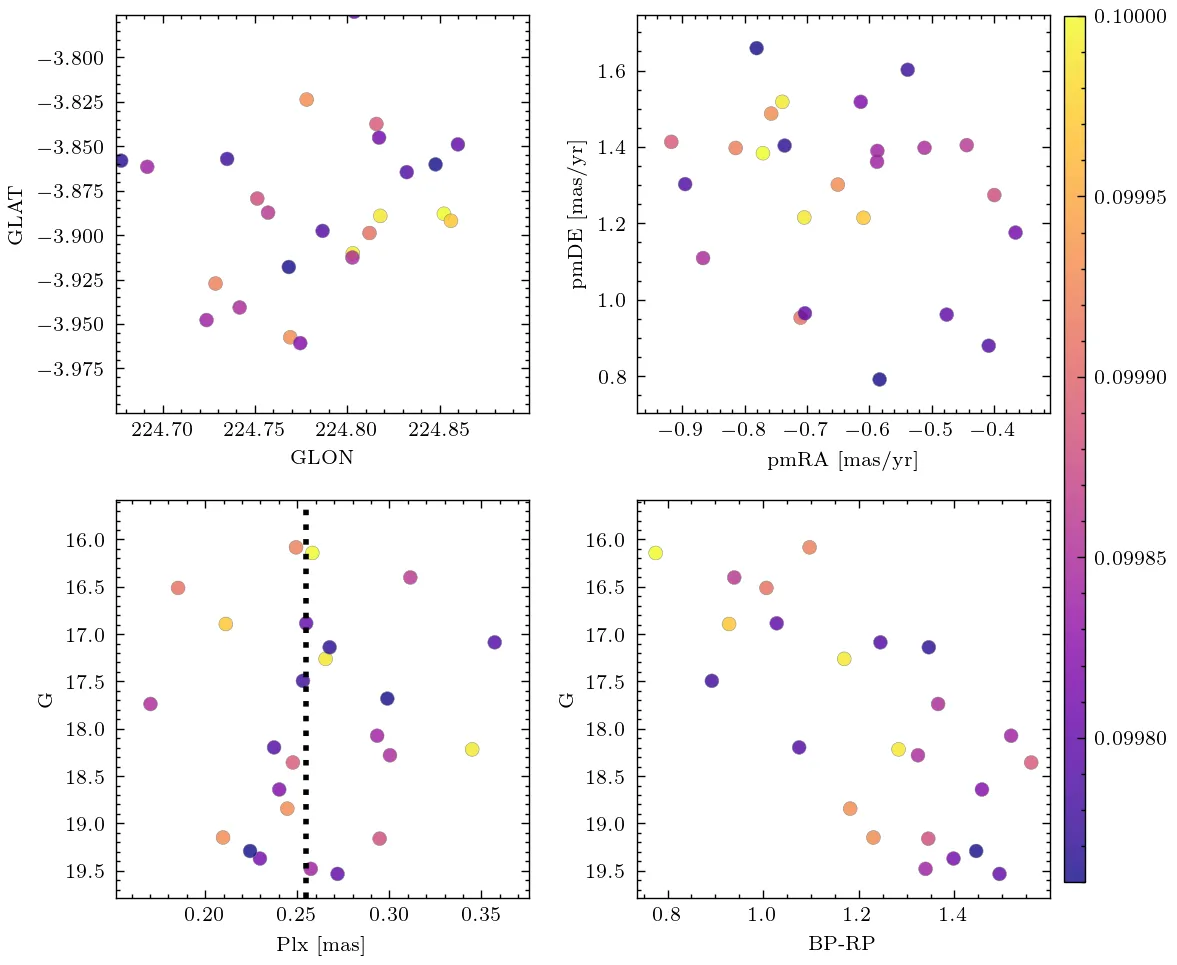 −3.800
−3.825
−3.850
−3.875
−3.900
−3.925
−3.950
−3.975
GLAT
224.70 224.75 224.80 224.85
GLON
1.6
1.4
1.2
1.0
0.8
pmDE [mas/yr]
−0.9 −0.8 −0.7 −0.6 −0.5 −0.4
pmRA [mas/yr]
0.10000
0.09995
0.09990
0.09985
0.09980
16.0
16.5
17.0
17.5
18.0
18.5
19.0
19.5
G
0.20 0.25 0.30 0.35
Plx [mas]
16.0
16.5
17.0
17.5
18.0
18.5
19.0
19.5
G
0.8 1.0 1.2 1.4
BP-RP